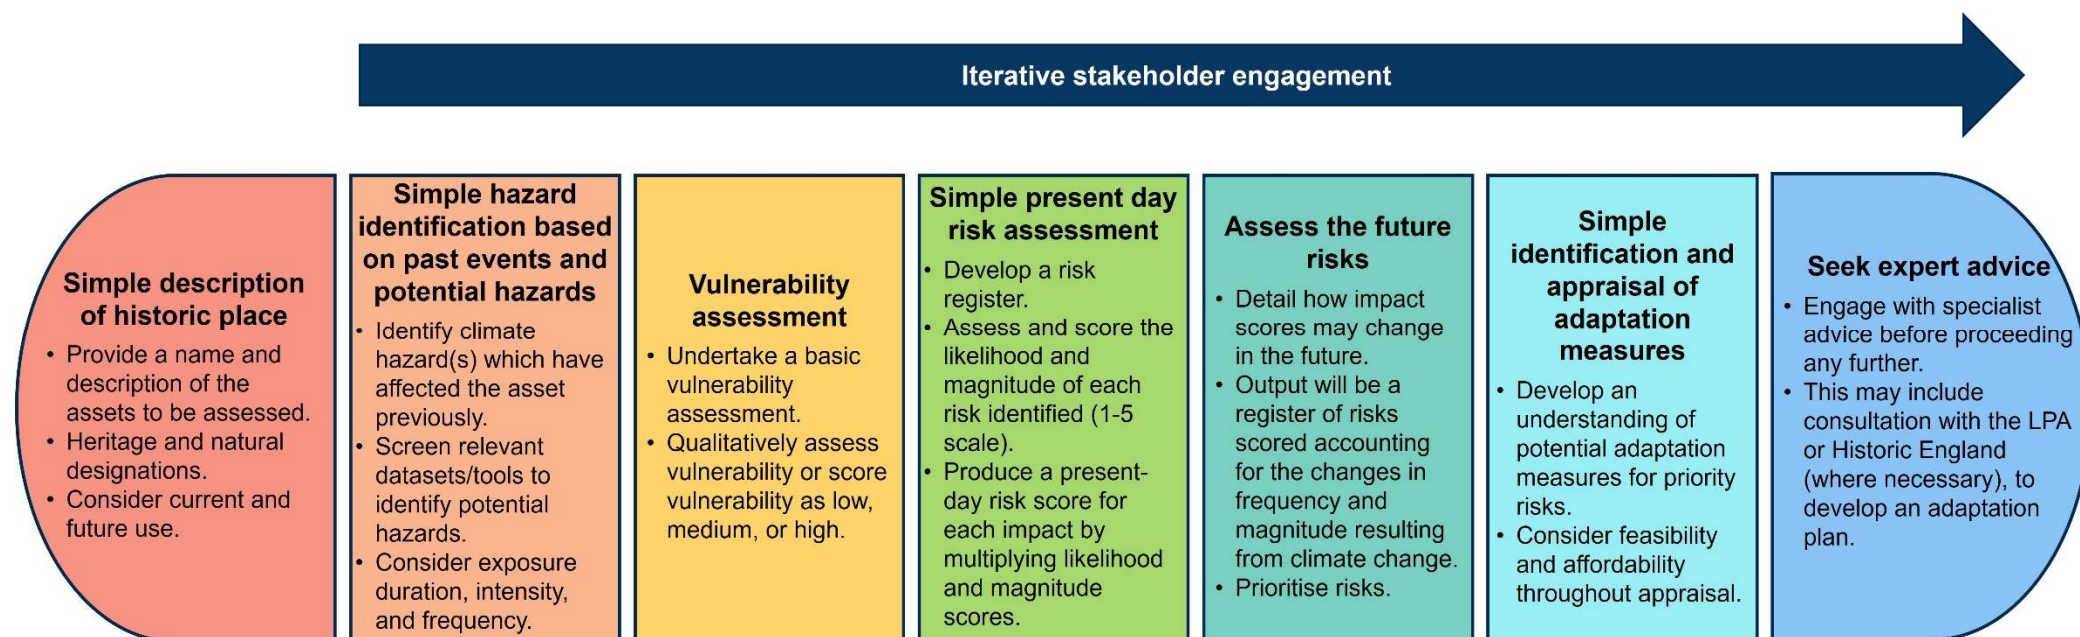 Iterative stakeholder engagement
Simple description
of historic place
• Provide a name and
description of the
assets to be assessed.
• Heritage and natural
designations.
• Consider current and
future use.
Simple hazard
identification based
on past events and
potential hazards
• Identify climate
hazard(s) which have
affected the asset
previously.
• Screen relevant
datasets/tools to
identify potential
hazards.
• Consider exposure
duration, intensity,
and frequency.
Vulnerability
assessment
• Undertake a basic
vulnerability
assessment.
• Qualitatively assess
vulnerability or score
vulnerability as low,
medium, or high.
Simple present day
risk assessment
• Develop a risk
register.
• Assess and score the
likelihood and
magnitude of each
risk identified (1-5
scale).
• Produce a present-
day risk score for
each impact by
multiplying likelihood
and magnitude
scores.
Assess the future
risks
• Detail how impact
scores may change
in the future.
• Output will be a
register of risks
scored accounting
for the changes in
frequency and
magnitude resulting
from climate change.
• Prioritise risks.
Simple
identification and
appraisal of
adaptation
measures
• Develop an
understanding of
potential adaptation
measures for priority
risks.
• Consider feasibility
and affordability
throughout appraisal.
Seek expert advice
• Engage with specialist
advice before proceeding
any further.
• This may include
consultation with the LPA
or Historic England
(where necessary), to
develop an adaptation
plan.